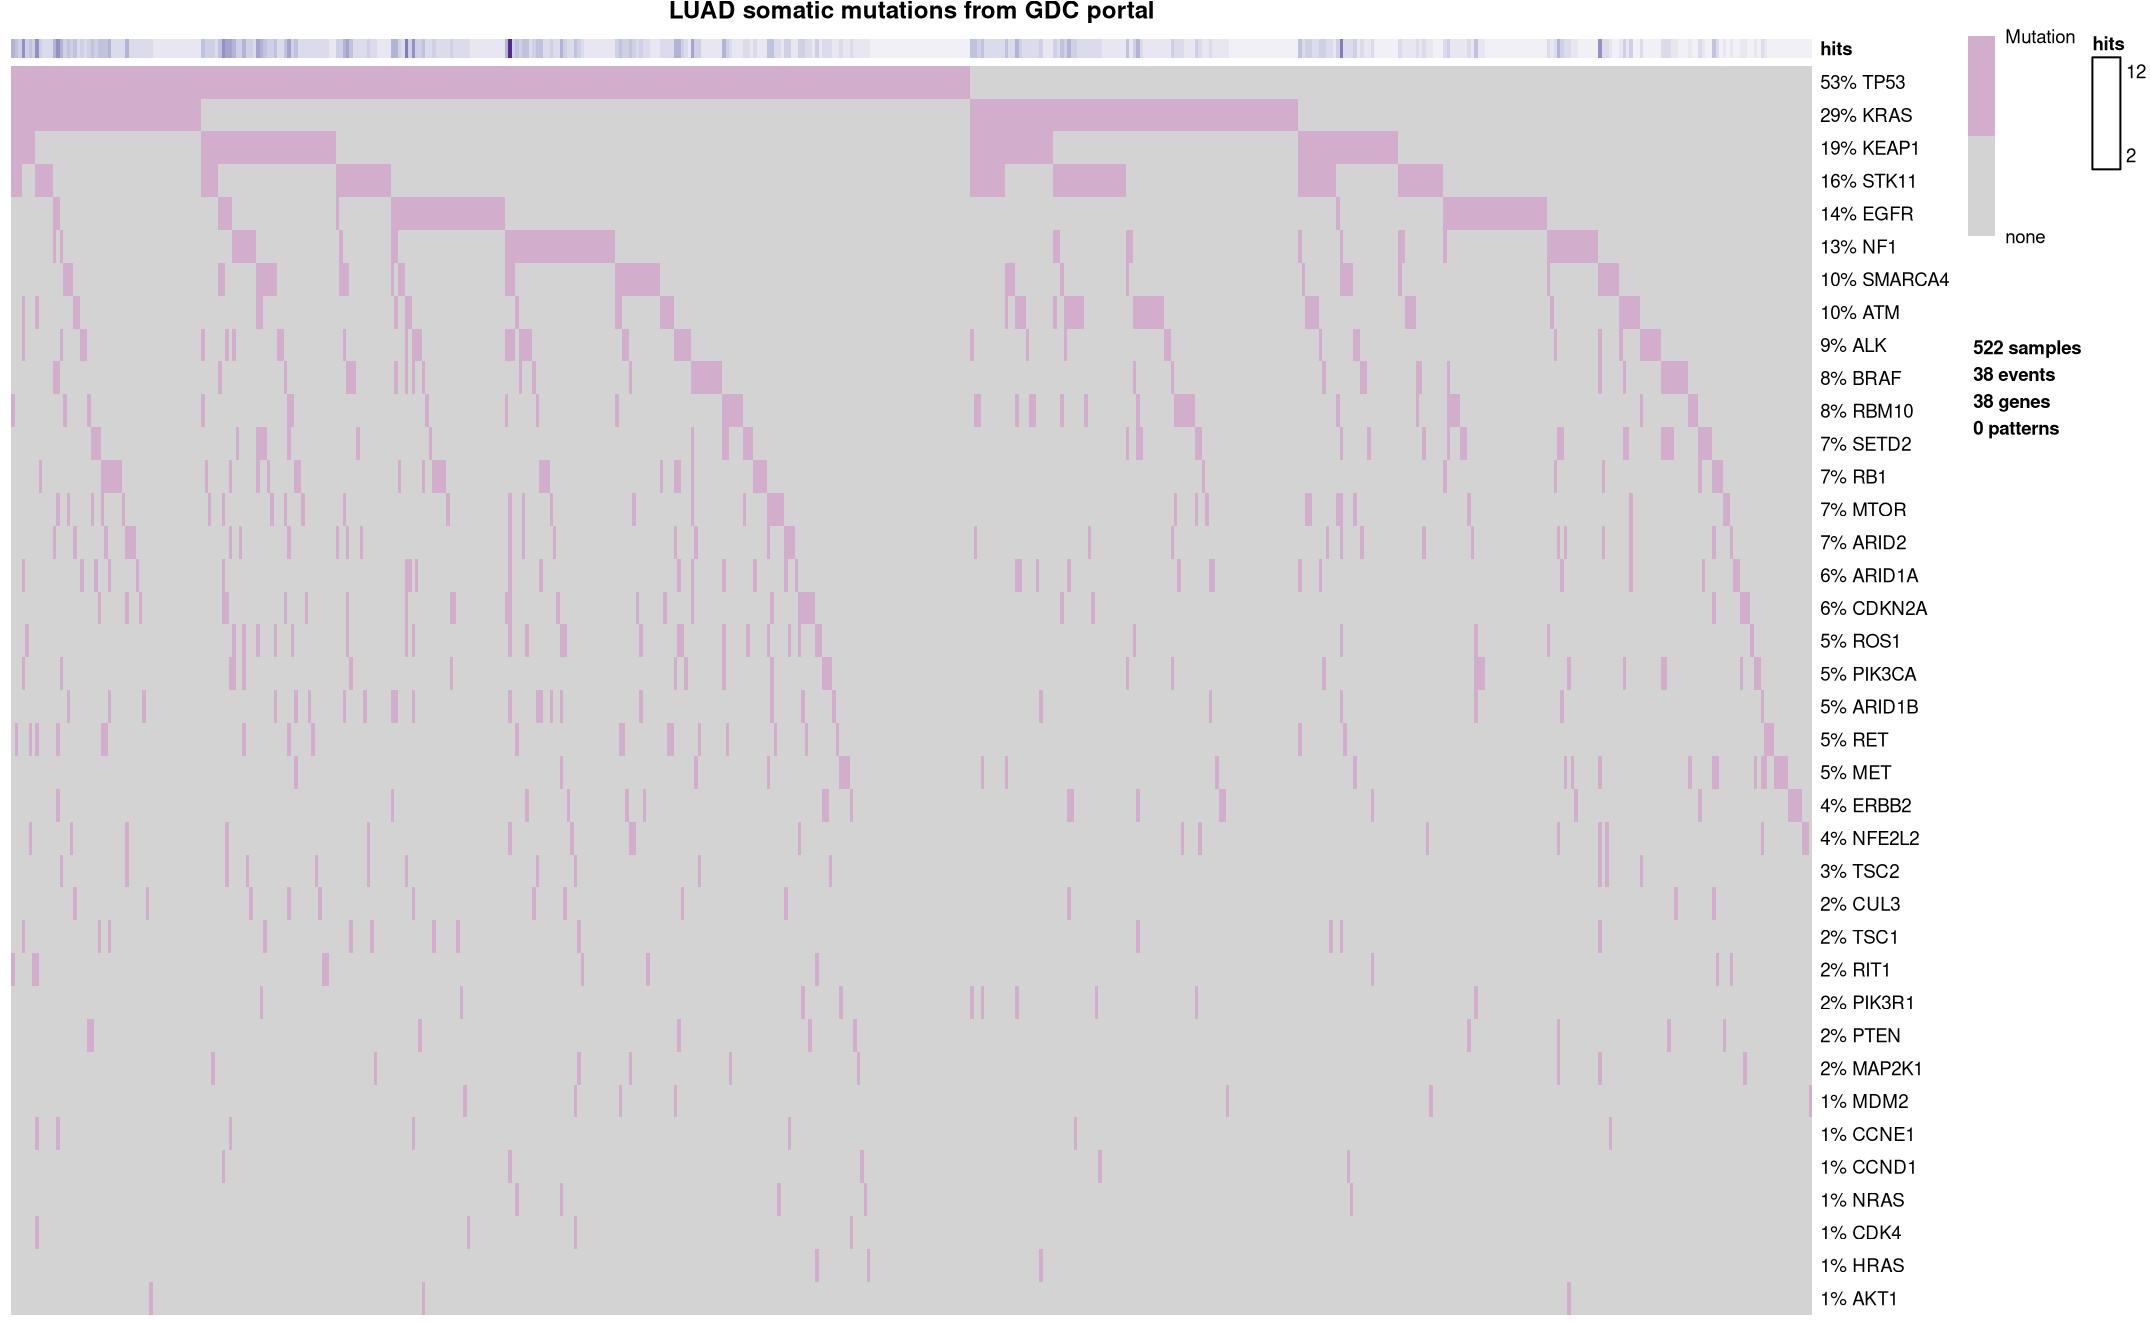 LUAD somatic mutations from GDC portal
hits
53% TP53
29% KRAS
19% KEAP1
16% STK11
14% EGFR
13% NF1
10% SMARCA4
10% ATM
9% ALK
8% BRAF
8% RBM10
7% SETD2
7% RB1
7% MTOR
7% ARID2
6% ARID1A
6% CDKN2A
5% ROS1
5% PIK3CA
5% ARID1B
5% RET
5% MET
4% ERBB2
4% NFE2L2
3% TSC2
2% CUL3
2% TSC1
2% RIT1
2% PIK3R1
2% PTEN
2% MAP2K1
1% MDM2
1% CCNE1
1% CCND1
1% NRAS
1% CDK4
1% HRAS
1% AKT1
Mutation
none
hits
12
2
522 samples
38 events
38 genes
0 patterns